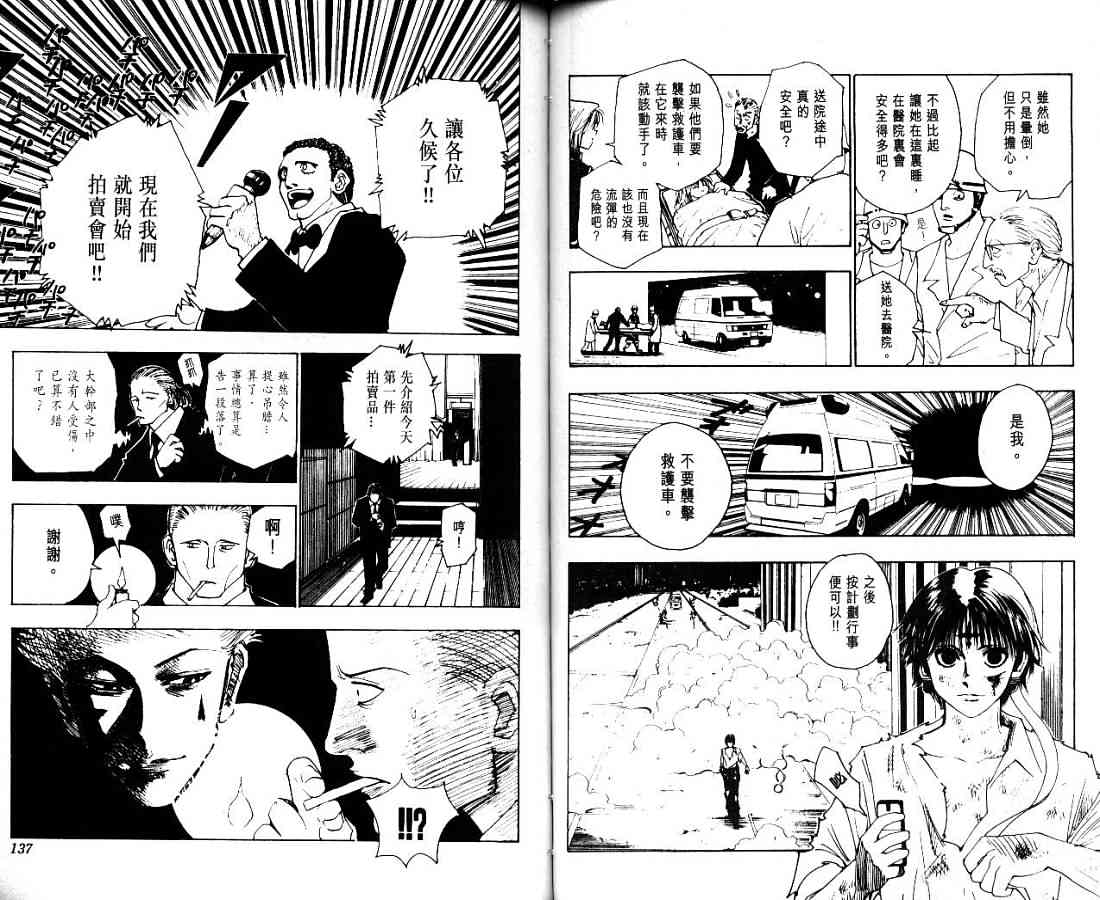 雖然她
只是暈倒，
但不用擔心。
不過比起
讓她在這裏睡，
在醫院裏會
安全得多吧？
是！
送她去醫院。
送院途中
真的
安全吧？
如果他們要
襲擊救護車，
在它來時
就該動手了。
而且現在
該也沒有
流彈的
危險吧？
是我。
不要襲擊
救護車。
之後
按計劃行事
便可以!!
讓各位
久候了!!
現在我們
就開始
拍賣會吧!!
先介紹今天
第一件
拍賣品…
哼！
雖然令人
提心吊膽…
算了，
事情總算是
告一段落了。
抓抓
大幹部之中
沒有人受傷，
已算不錯
了吧？
啊！
噗
謝謝。
!!?
137